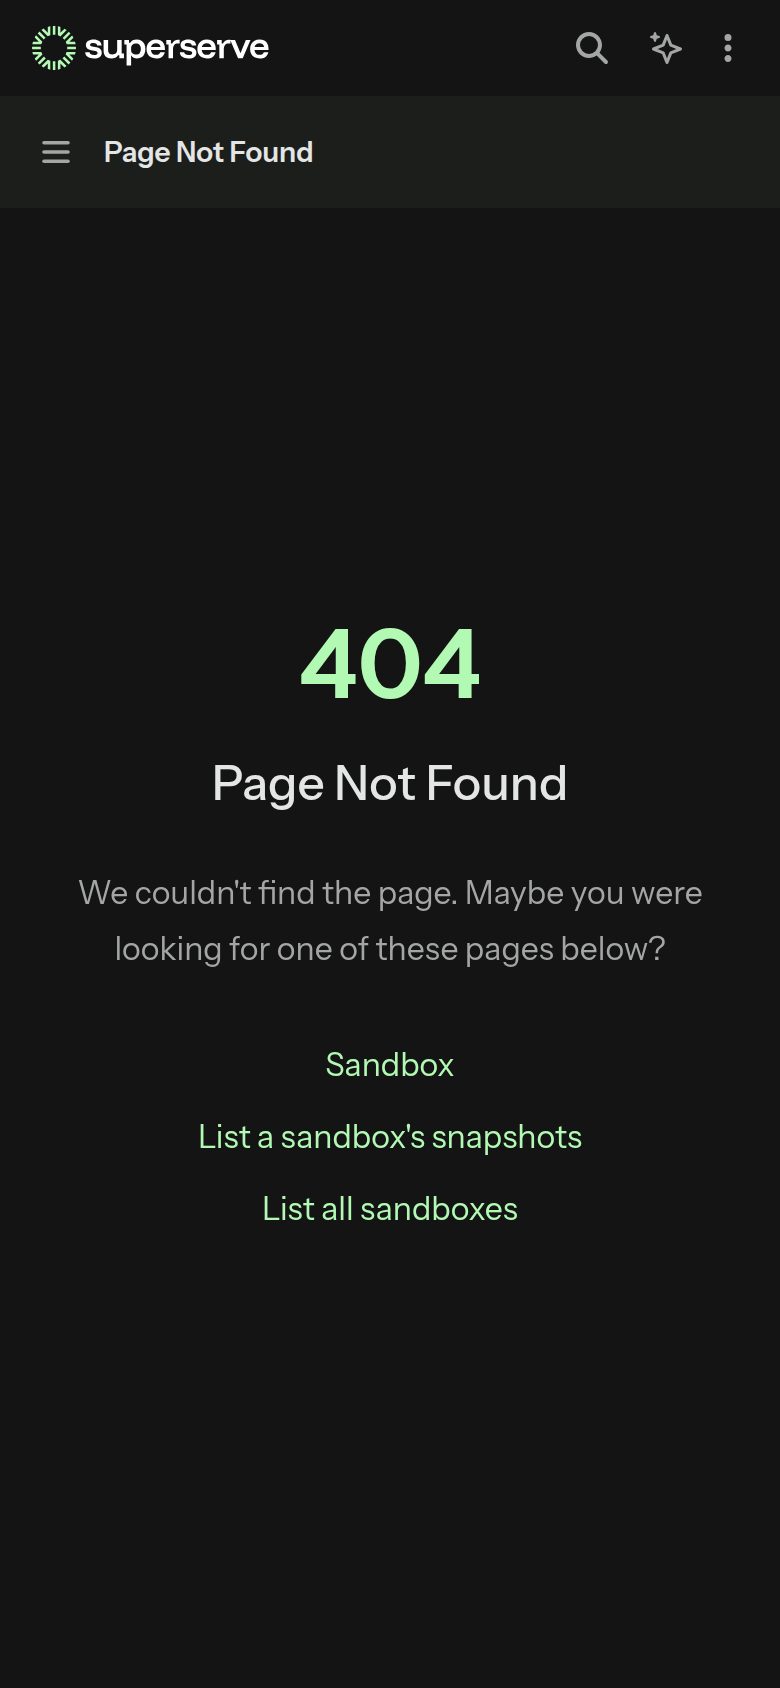 superserve
Page Not Found
404
Page Not Found
We couldn't find the page. Maybe you were
looking for one of these pages below?
Sandbox
List a sandbox's snapshots
List all sandboxes